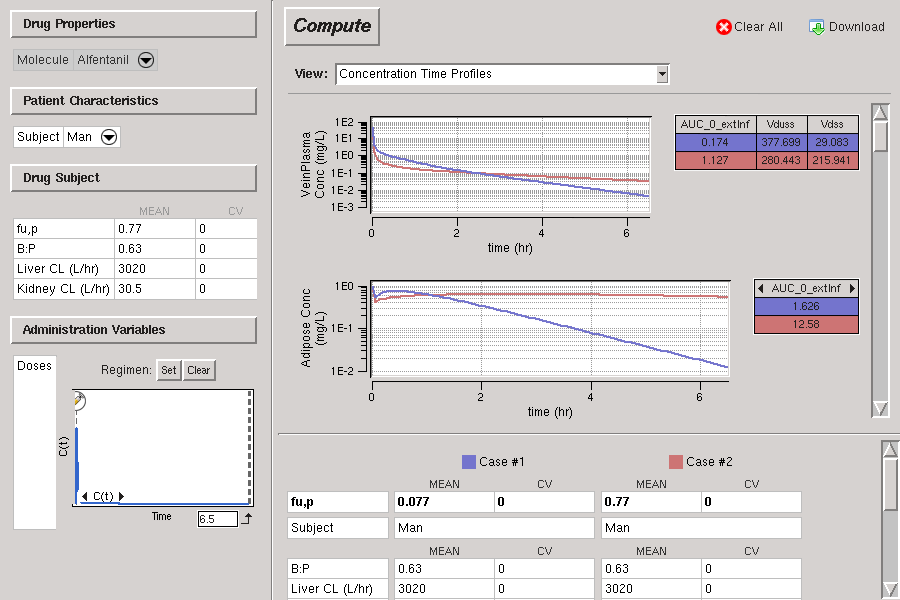 Drug Properties
Molecule Alfentanil
Patient Characteristics
Subject Man
Drug Subject
MEAN CV
fu,p 0.77 0
B:P 0.63 0
Liver CL (L/hr) 3020 0
Kidney CL (L/hr) 30.5 0
Administration Variables
Doses
Regimen: Set Clear
C(t)
C(t)
Time 6.5
Compute
Clear All Download
View: Concentration Time Profiles
VeinPlasma
Conc (mg/L)
1E2
1E1
1E0
1E-1
1E-2
1E-3
0 2 4 6
time (hr)
AUC_0_extInf Vduss Vdss
0.174 377.699 29.083
1.127 280.443 215.941
Adipose Conc
(mg/L)
1E0
1E-1
1E-2
0 2 4 6
time (hr)
AUC_0_extInf
1.626
12.58
Case #1 Case #2
MEAN CV MEAN CV
fu,p 0.077 0 0.77 0
Subject Man Man
MEAN CV MEAN CV
B:P 0.63 0 0.63 0
Liver CL (L/hr) 3020 0 3020 0